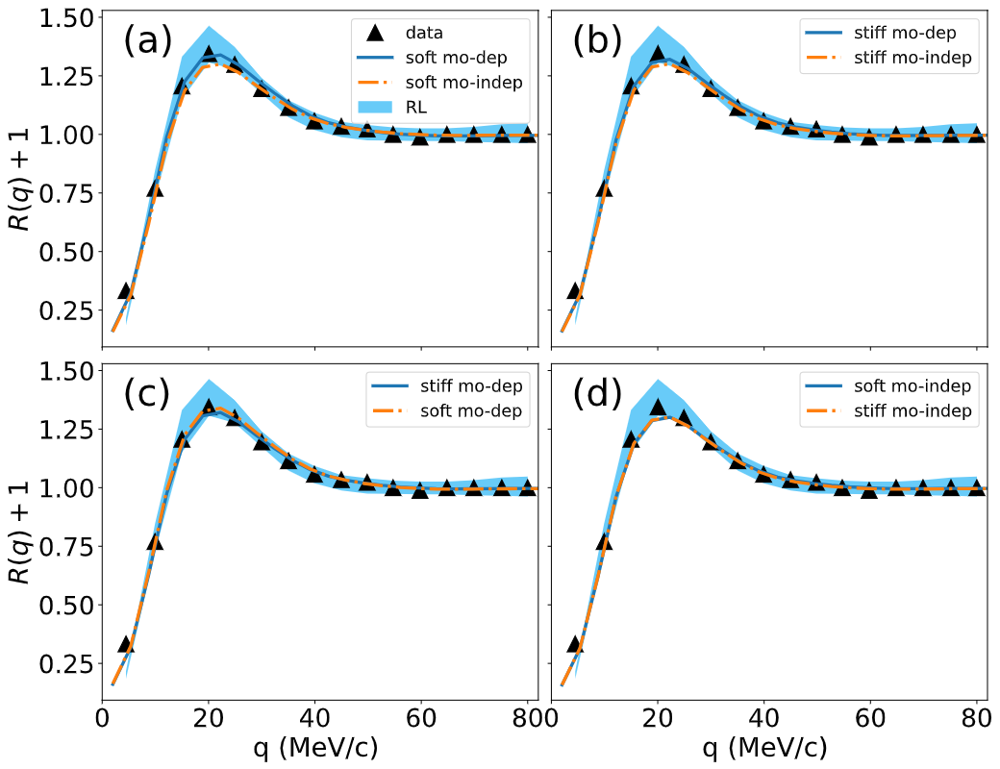 (a)
data
soft mo-dep
soft mo-indep
RL
(b)
stiff mo-dep
stiff mo-indep
1.50
1.25
1.00
0.75
0.50
0.25
R(q) + 1
(c)
stiff mo-dep
soft mo-dep
(d)
soft mo-indep
stiff mo-indep
1.50
1.25
1.00
0.75
0.50
0.25
R(q) + 1
0 20 40 60 80
0 20 40 60 80
q (MeV/c)
q (MeV/c)